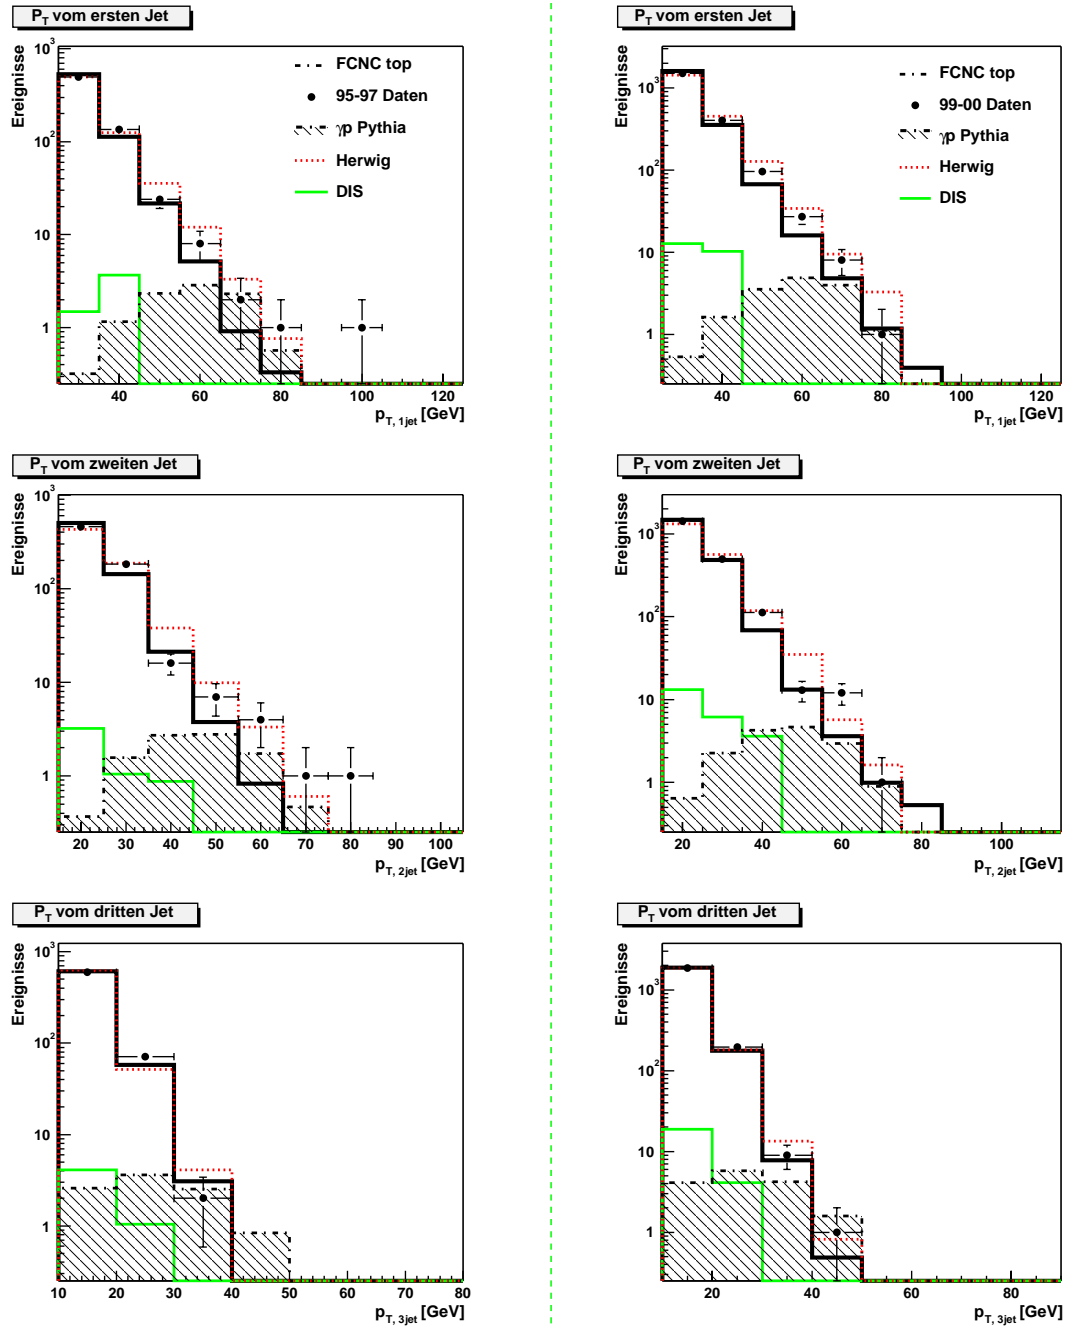 P_T vom ersten Jet
Ereignisse
10^3
10^2
10
1
FCNC top
95-97 Daten
γp Pythia
Herwig
DIS
40 60 80 100 120
p_T, 1jet [GeV]
P_T vom ersten Jet
Ereignisse
10^3
10^2
10
1
FCNC top
99-00 Daten
γp Pythia
Herwig
DIS
40 60 80 100 120
p_T, 1jet [GeV]
P_T vom zweiten Jet
Ereignisse
10^3
10^2
10
1
20 30 40 50 60 70 80 90 100
p_T, 2jet [GeV]
P_T vom zweiten Jet
Ereignisse
10^3
10^2
10
1
20 40 60 80 100
p_T, 2jet [GeV]
P_T vom dritten Jet
Ereignisse
10^3
10^2
10
1
10 20 30 40 50 60 70 80
p_T, 3jet [GeV]
P_T vom dritten Jet
Ereignisse
10^3
10^2
10
1
20 40 60 80
p_T, 3jet [GeV]